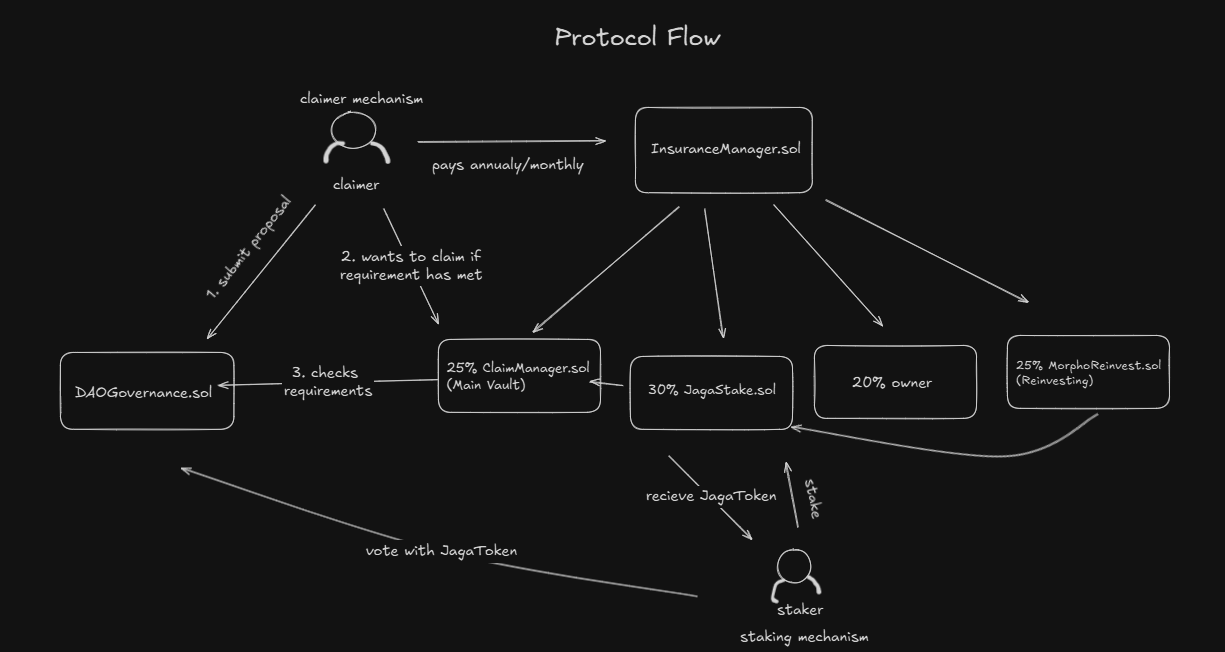 Protocol Flow
claimer mechanism
claimer
pays annualy/monthly
InsuranceManager.sol
1. submit proposal
2. wants to claim if
requirement has met
DAOGovernance.sol
3. checks
requirements
25% ClaimManager.sol
(Main Vault)
30% JagaStake.sol
20% owner
25% MorphoReinvest.sol
(Reinvesting)
recieve JagaToken
stake
vote with JagaToken
staker
staking mechanism